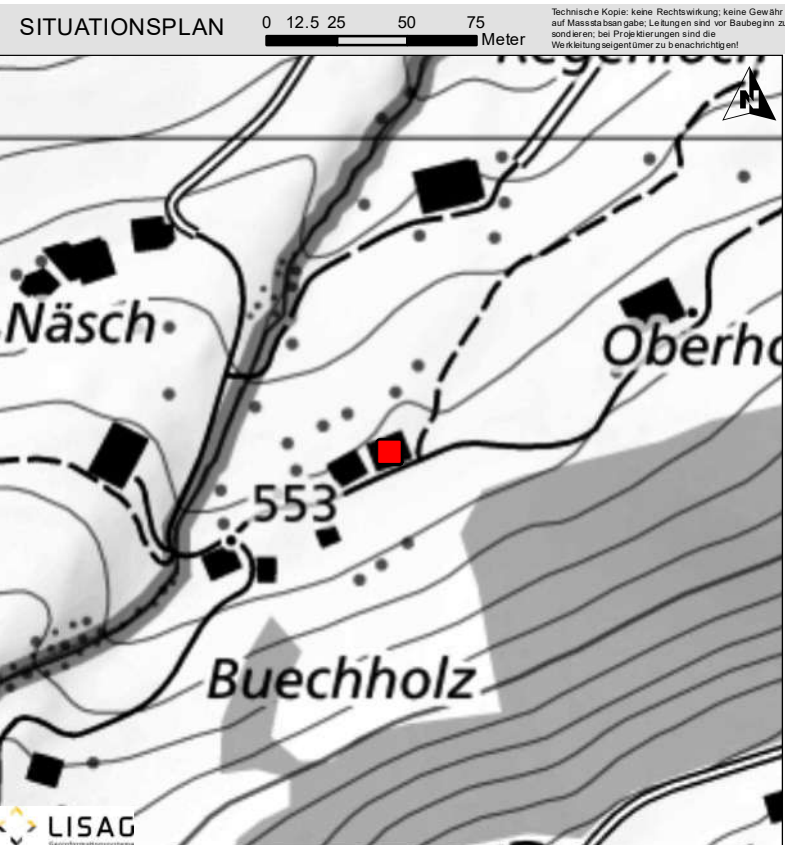 SITUATIONSPLAN
0 12.5 25 50 75
Meter
Technische Kopie: keine Rechtswirkung; keine Gewähr
auf Massstabsangabe; Leitungen sind vor Baubeginn zu
sondieren; bei Projektierungen sind die
Werkleitungseigentümer zu benachrichtigen!
N
Näsch
Oberho
553
Buechholz
LISAG